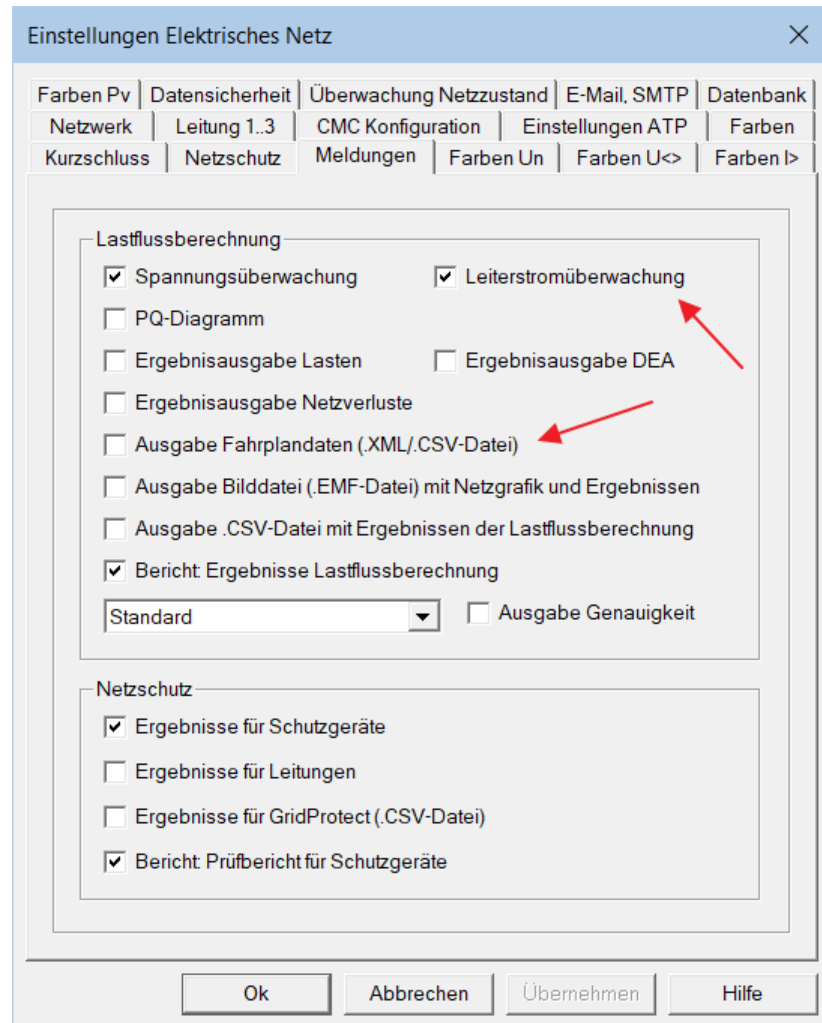 Einstellungen Elektrisches Netz
Farben Pv Datensicherheit Überwachung Netzzustand E-Mail, SMTP Datenbank
Netzwerk Leitung 1..3 CMC Konfiguration Einstellungen ATP Farben
Kurzschluss Netzschutz Meldungen Farben Un Farben U<> Farben I>
Lastflussberechnung
Spannungsüberwachung Leiterstromüberwachung
PQ-Diagramm
Ergebnisausgabe Lasten Ergebnisausgabe DEA
Ergebnisausgabe Netzverluste
Ausgabe Fahrplandaten (.XML/.CSV-Datei)
Ausgabe Bilddatei (.EMF-Datei) mit Netzgrafik und Ergebnissen
Ausgabe .CSV-Datei mit Ergebnissen der Lastflussberechnung
Bericht: Ergebnisse Lastflussberechnung
Standard Ausgabe Genauigkeit
Netzschutz
Ergebnisse für Schutzgeräte
Ergebnisse für Leitungen
Ergebnisse für GridProtect (.CSV-Datei)
Bericht: Prüfbericht für Schutzgeräte
Ok Abbrechen Übernehmen Hilfe